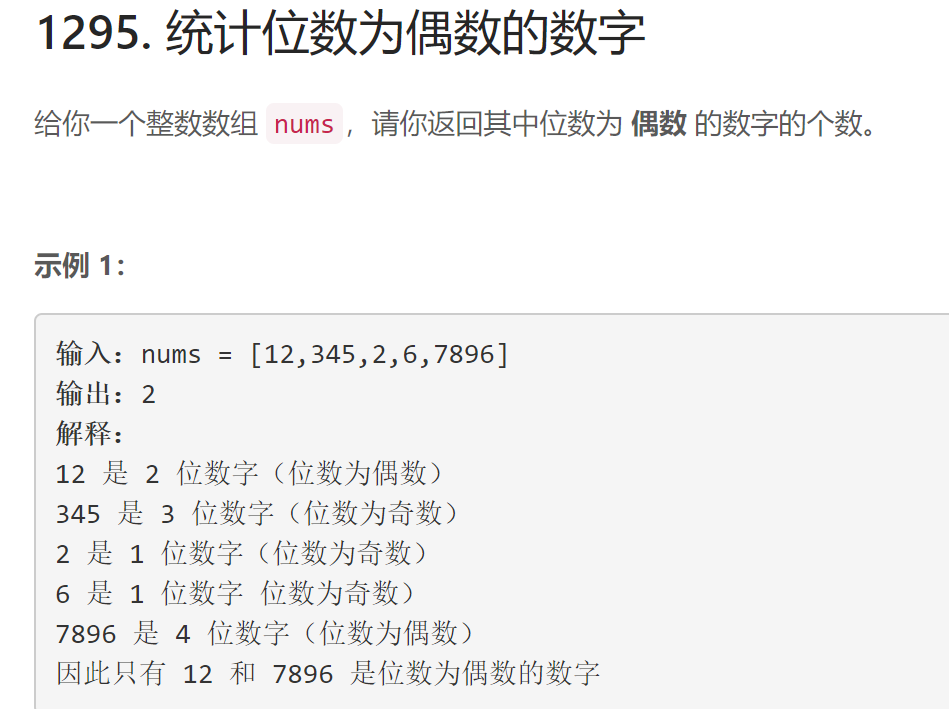 1295. 统计位数为偶数的数字
给你一个整数数组 nums，请你返回其中位数为 偶数 的数字的个数。
示例 1：
输入：nums = [12,345,2,6,7896]
输出：2
解释：
12 是 2 位数字（位数为偶数）
345 是 3 位数字（位数为奇数）
2 是 1 位数字（位数为奇数）
6 是 1 位数字 位数为奇数）
7896 是 4 位数字（位数为偶数）
因此只有 12 和 7896 是位数为偶数的数字